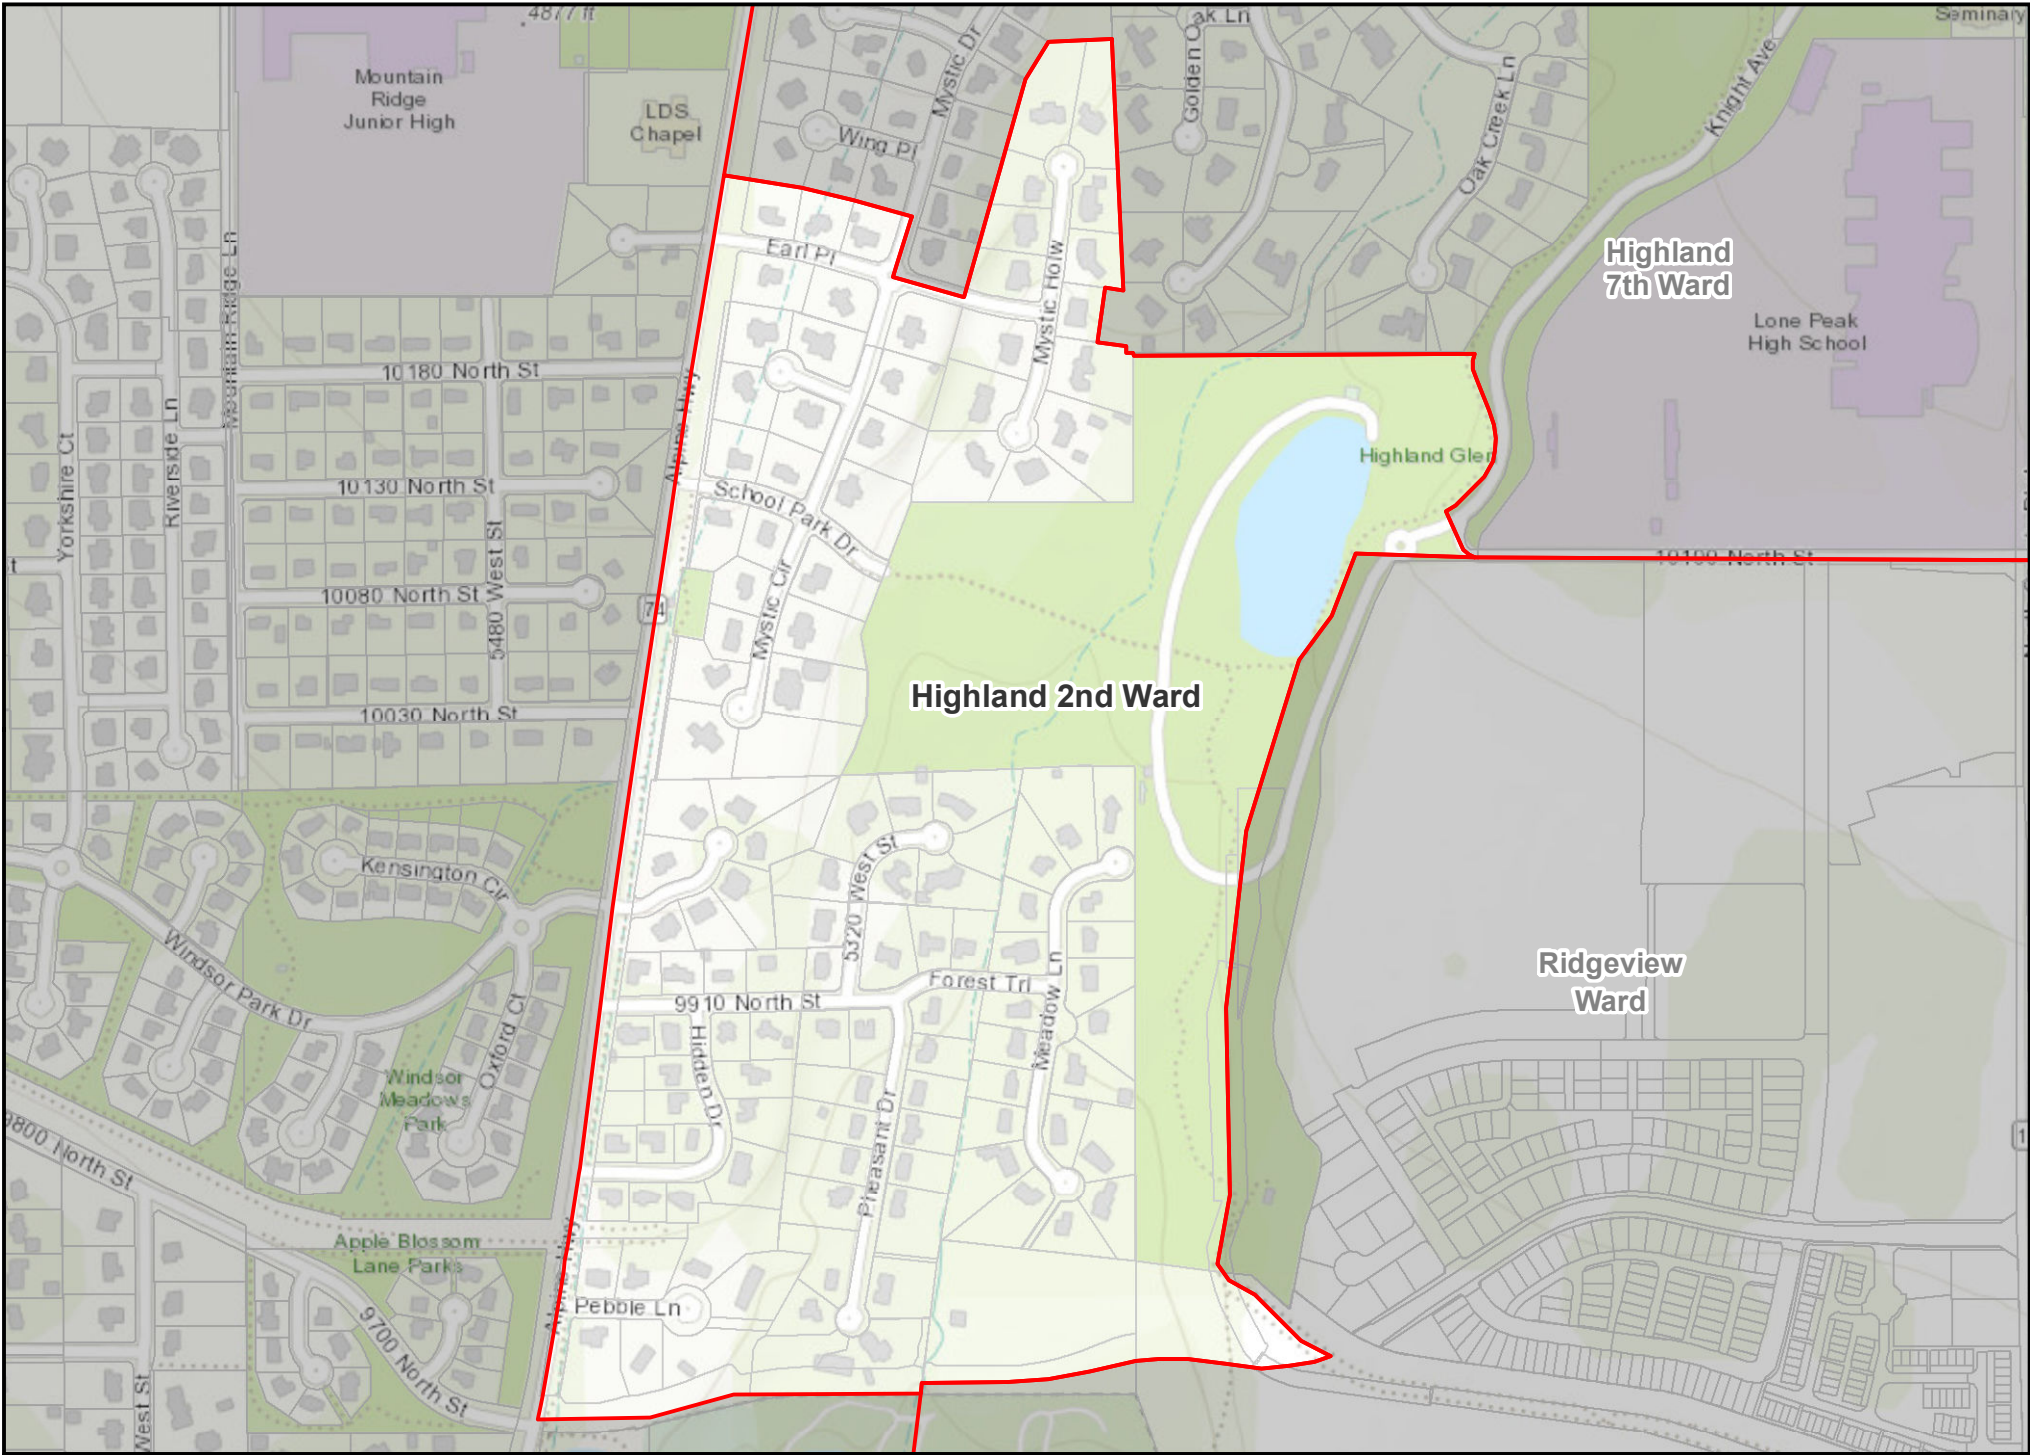 4877 ft
Mountain
Ridge
Junior High
LDS
Chapel
Mystic Dr
Wing Pl
Golden Oak Ln
Oak Creek Ln
Knight Ave
Seminary
Highland
7th Ward
Lone Peak
High School
Earl Pl
Mystic Holw
Mountain Ridge Ln
10180 North St
Alpine Hwy
Riverside Ln
Yorkshire Ct
10130 North St
School Park Dr
Highland Glen
5480 West St
10100 North St
10080 North St
74
Mystic Cir
Highland 2nd Ward
10030 North St
Kensington Cir
5320 West St
Windsor Park Dr
Oxford Ct
9910 North St
Forest Trl
Meadow Ln
Hidden Dr
Pheasant Dr
Ridgeview
Ward
Windsor
Meadows
Park
9800 North St
Apple Blossom
Lane Parks
Alpine Hwy
Pebble Ln
9700 North St
West St